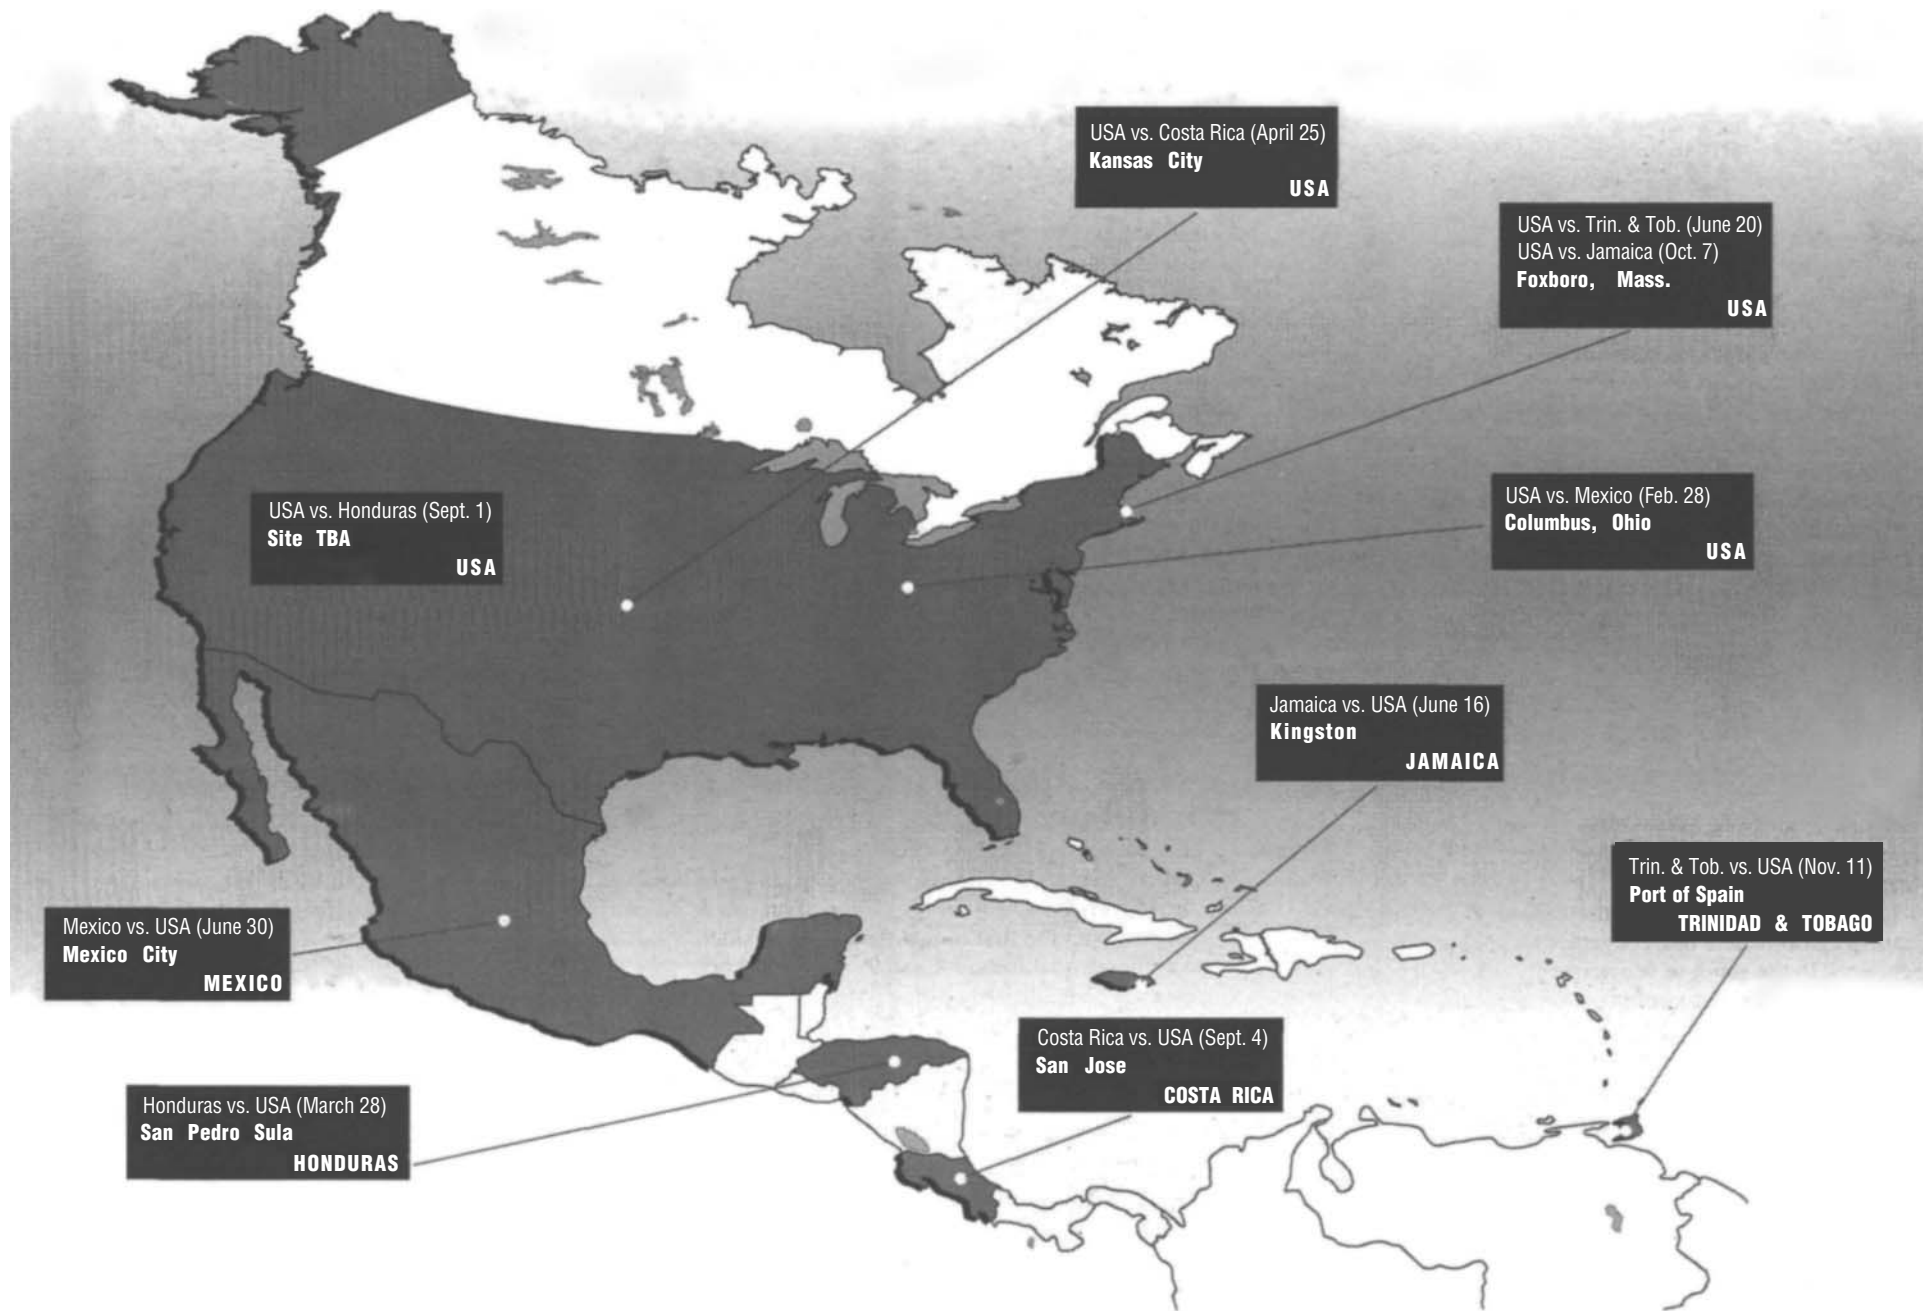 USA vs. Costa Rica (April 25)
Kansas City
USA
USA vs. Trin. & Tob. (June 20)
USA vs. Jamaica (Oct. 7)
Foxboro, Mass.
USA
USA vs. Honduras (Sept. 1)
Site TBA
USA
USA vs. Mexico (Feb. 28)
Columbus, Ohio
USA
Jamaica vs. USA (June 16)
Kingston
JAMAICA
Trin. & Tob. vs. USA (Nov. 11)
Port of Spain
TRINIDAD & TOBAGO
Mexico vs. USA (June 30)
Mexico City
MEXICO
Costa Rica vs. USA (Sept. 4)
San Jose
COSTA RICA
Honduras vs. USA (March 28)
San Pedro Sula
HONDURAS